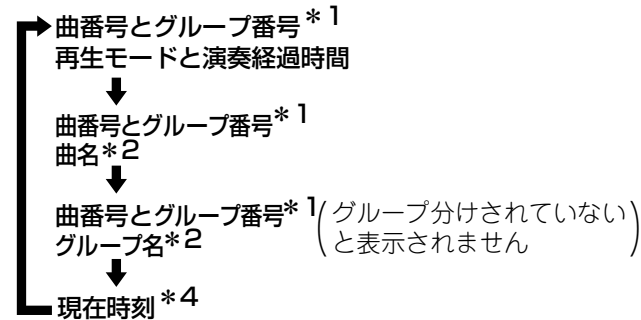 曲番号とグループ番号＊1
再生モードと演奏経過時間
曲番号とグループ番号＊1
曲名＊2
曲番号とグループ番号＊1(グループ分けされていない
グループ名＊2 と表示されません)
現在時刻＊4